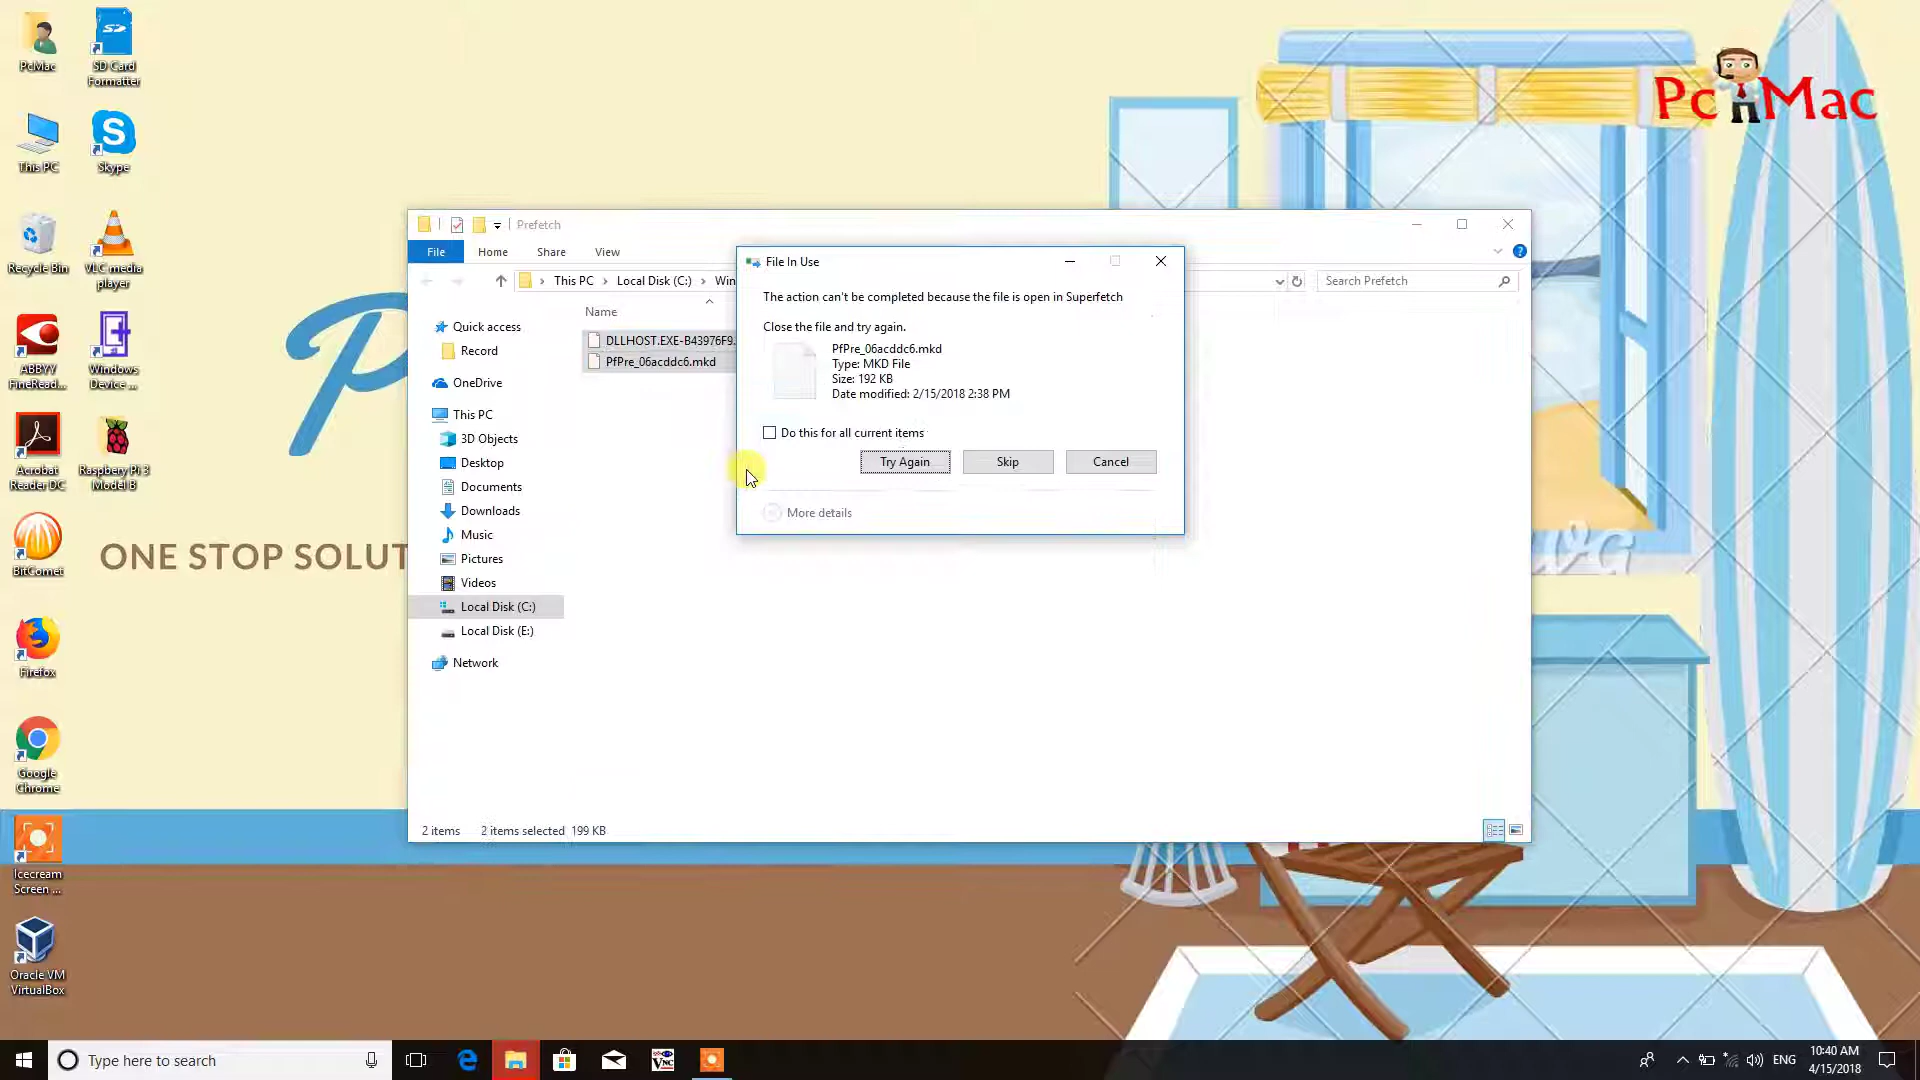 PcMac
SD Card
Formatter
This PC
Skype
Recycle Bin
VLC media
player
ABBYY
FineRead...
Windows
Device ...
Acrobat
Reader DC
Raspbery Pi 3
Model B
BitComet
Firefox
Google
Chrome
Icecream
Screen ...
Oracle VM
VirtualBox
Pc Mac
P
ONE STOP SOLUT
Prefetch
File
Home
Share
View
This PC
Local Disk (C:)
Win
Search Prefetch
Quick access
Record
OneDrive
This PC
3D Objects
Desktop
Documents
Downloads
Music
Pictures
Videos
Local Disk (C:)
Local Disk (E:)
Network
Name
DLLHOST.EXE-B43976F9.
PfPre_06acddc6.mkd
2 items
2 items selected 199 KB
File In Use
The action can't be completed because the file is open in Superfetch
Close the file and try again.
PfPre_06acddc6.mkd
Type: MKD File
Size: 192 KB
Date modified: 2/15/2018 2:38 PM
Do this for all current items
Try Again
Skip
Cancel
More details
Type here to search
ENG
10:40 AM
4/15/2018